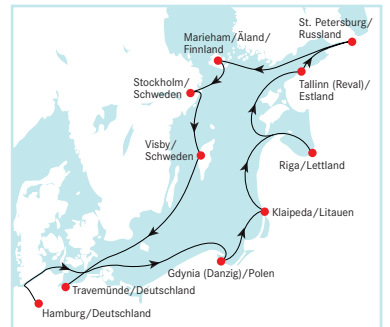 St. Petersburg/
Russland
Marieham/Äland/
Finnland
Tallinn (Reval)/
Estland
Stockholm/
Schweden
Visby/
Schweden
Riga/Lettland
Klaipeda/Litauen
Gdynia (Danzig)/Polen
Travemünde/Deutschland
Hamburg/Deutschland